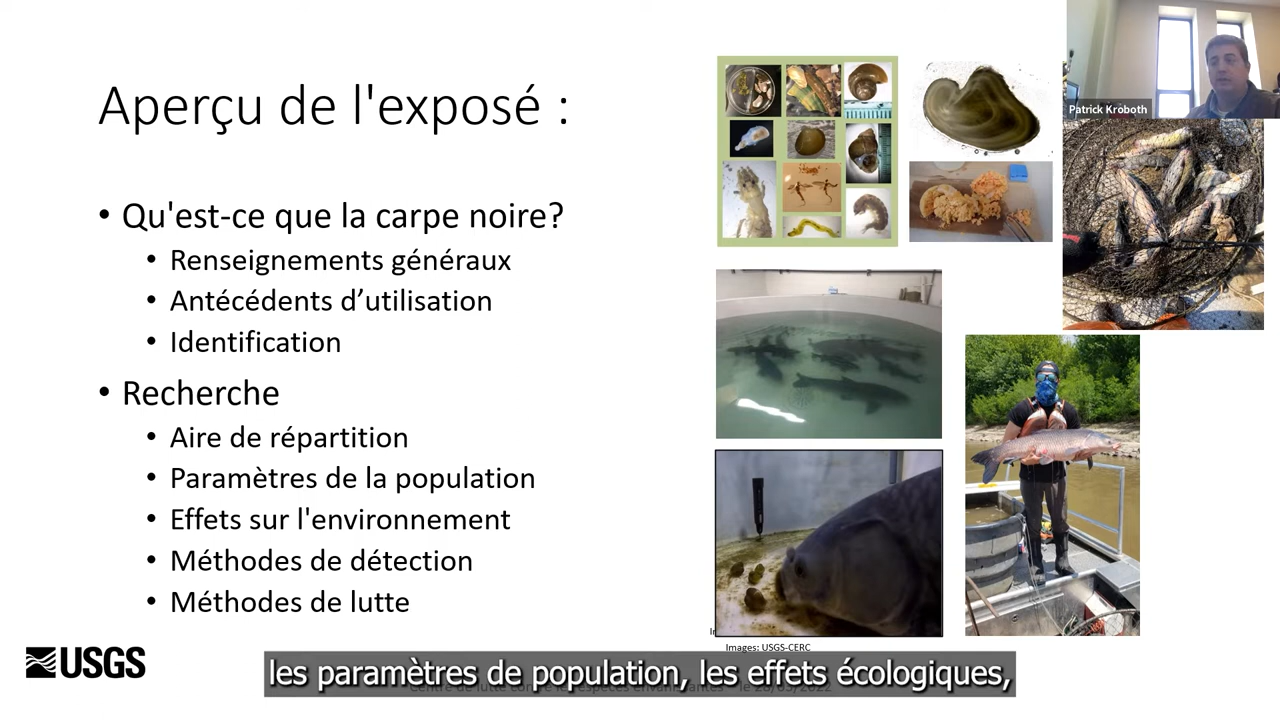 Aperçu de l'exposé :
• Qu'est-ce que la carpe noire?
• Renseignements généraux
• Antécédents d’utilisation
• Identification
• Recherche
• Aire de répartition
• Paramètres de la population
• Effets sur l'environnement
• Méthodes de détection
• Méthodes de lutte
Patrick Kroboth
Images: USGS-CERC
USGS
les paramètres de population, les effets écologiques,